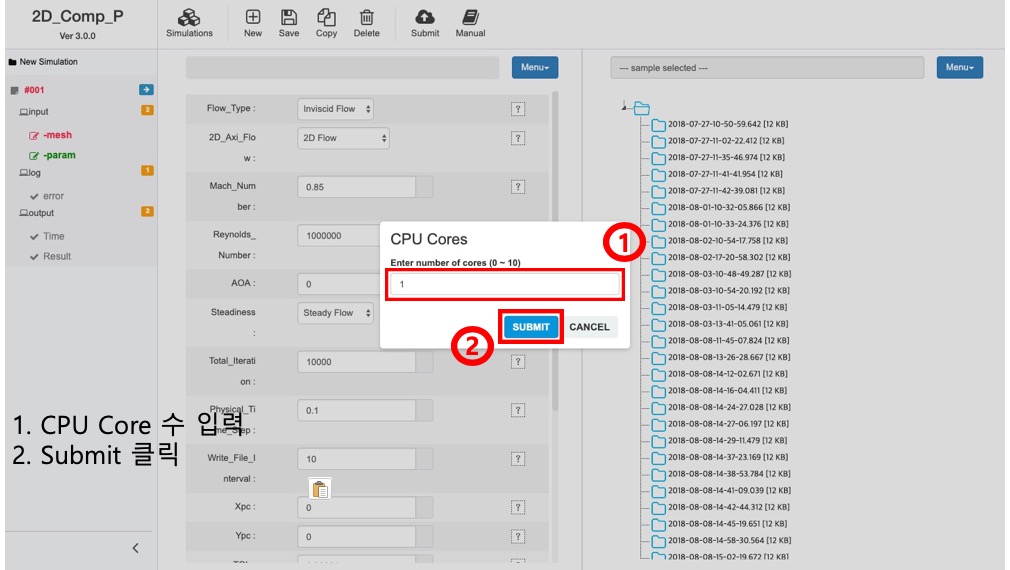 2D_Comp_P
Ver 3.0.0
Simulations
New
Save
Copy
Delete
Submit
Manual
New Simulation
#001
2
input
-mesh
-param
1
log
error
2
output
Time
Result
Menu
Flow_Type :
Inviscid Flow
?
2D_Axi_Flo
w :
2D Flow
?
Mach_Num
ber :
0.85
?
Reynolds_
Number :
1000000
AOA :
0
Steadiness
:
Steady Flow
Total_Iterati
on :
10000
?
Physical_Ti
me_Step :
0.1
?
Write_File_I
nterval :
10
?
Xpc :
0
?
Ypc :
0
?
CPU Cores
Enter number of cores (0 ~ 10)
1
SUBMIT
CANCEL
1
2
1. CPU Core 수 입력
2. Submit 클릭
--- sample selected ---
Menu
2018-07-27-10-50-59.642 [12 KB]
2018-07-27-11-02-22.412 [12 KB]
2018-07-27-11-35-46.974 [12 KB]
2018-07-27-11-41-41.954 [12 KB]
2018-07-27-11-42-39.081 [12 KB]
2018-08-01-10-32-05.866 [12 KB]
2018-08-01-10-33-24.376 [12 KB]
2018-08-02-10-54-17.758 [12 KB]
2018-08-02-17-20-58.302 [12 KB]
2018-08-03-10-48-49.287 [12 KB]
2018-08-03-10-54-20.192 [12 KB]
2018-08-03-11-05-14.479 [12 KB]
2018-08-03-13-41-05.061 [12 KB]
2018-08-08-11-45-07.824 [12 KB]
2018-08-08-13-26-28.667 [12 KB]
2018-08-08-14-12-02.671 [12 KB]
2018-08-08-14-16-04.411 [12 KB]
2018-08-08-14-24-27.028 [12 KB]
2018-08-08-14-27-06.197 [12 KB]
2018-08-08-14-29-11.479 [12 KB]
2018-08-08-14-37-23.169 [12 KB]
2018-08-08-14-38-53.784 [12 KB]
2018-08-08-14-41-09.039 [12 KB]
2018-08-08-14-42-44.312 [12 KB]
2018-08-08-14-45-19.651 [12 KB]
2018-08-08-14-58-30.564 [12 KB]
2018-08-08-15-02-19.672 [12 KB]